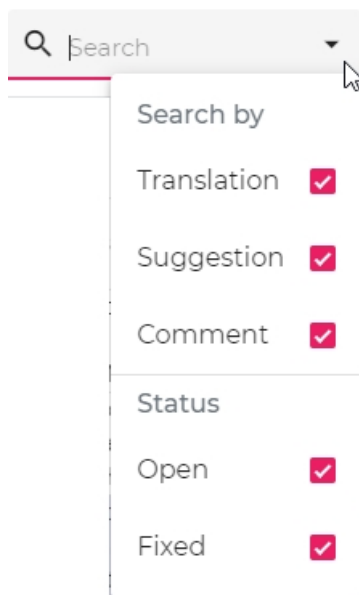 Search
Search by
Translation
Suggestion
Comment
Status
Open
Fixed